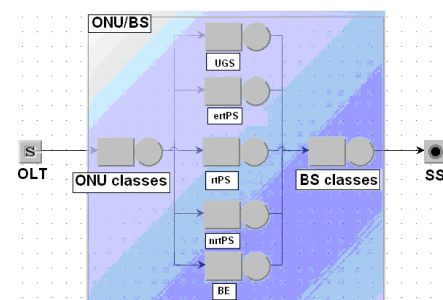 ONU/BS
UGS
ertPS
S
OLT
ONU classes
rtPS
BS classes
SS
nrtPS
BE